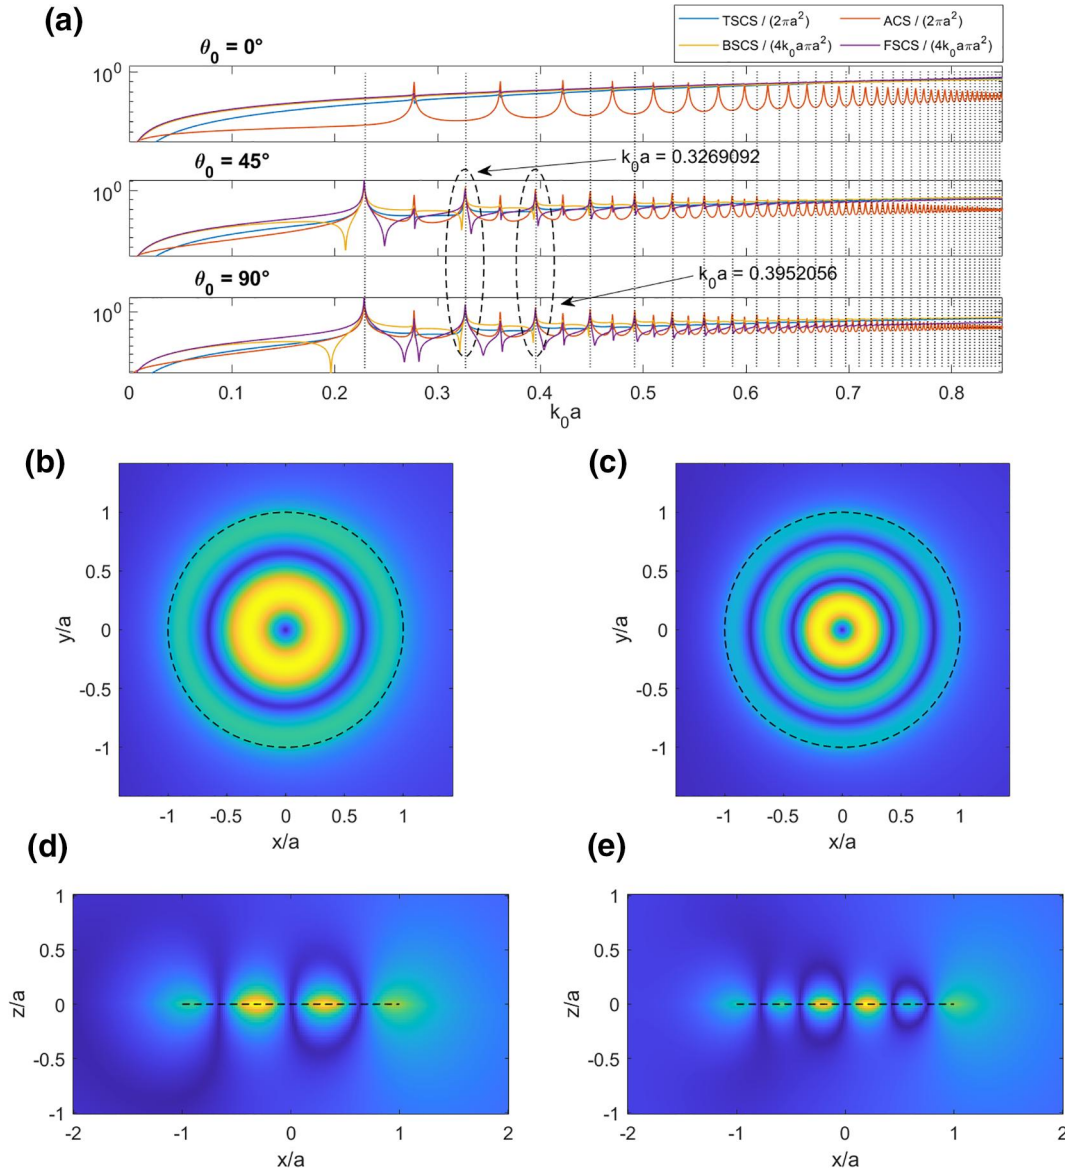 (a)
TSCS / (2πa²) ACS / (2πa²)
BSCS / (4k₀aπa²) FSCS / (4k₀aπa²)
θ₀ = 0°
10⁰
θ₀ = 45°
k₀a = 0.3269092
10⁰
θ₀ = 90°
k₀a = 0.3952056
10⁰
0 0.1 0.2 0.3 0.4 0.5 0.6 0.7 0.8
k₀a
(b) (c)
1 1
0.5 0.5
y/a 0 y/a 0
-0.5 -0.5
-1 -1
-1 -0.5 0 0.5 1 -1 -0.5 0 0.5 1
x/a x/a
(d) (e)
1 1
0.5 0.5
z/a 0 z/a 0
-0.5 -0.5
-1 -1
-2 -1 0 1 2 -2 -1 0 1 2
x/a x/a